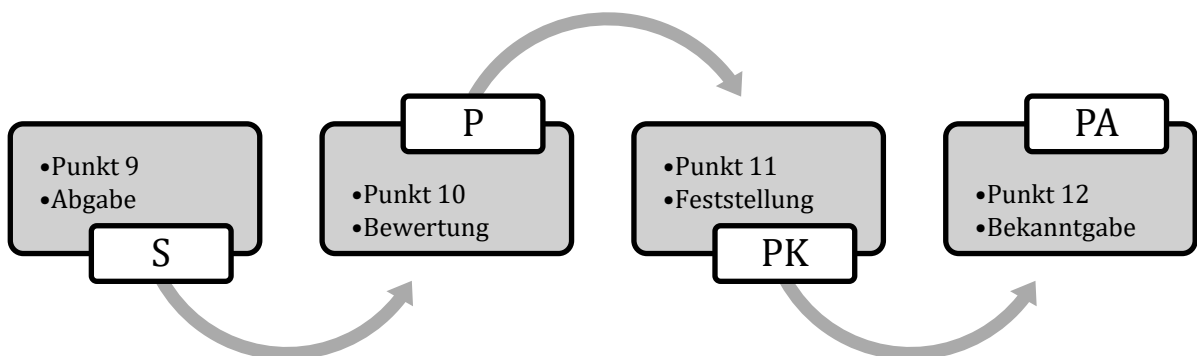 •Punkt 9
•Abgabe
S
P
•Punkt 10
•Bewertung
•Punkt 11
•Feststellung
PK
PA
•Punkt 12
•Bekanntgabe